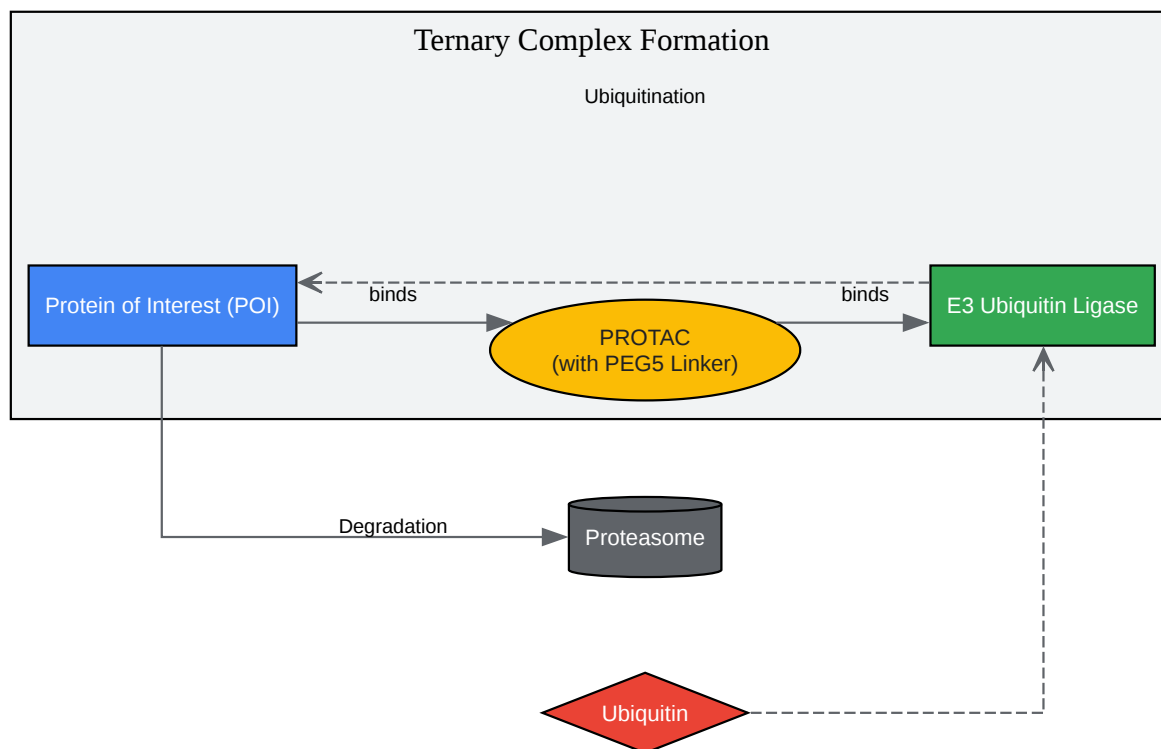 Ternary Complex Formation
Ubiquitination
Protein of Interest (POI)
binds
PROTAC
(with PEG5 Linker)
binds
E3 Ubiquitin Ligase
Degradation
Proteasome
Ubiquitin